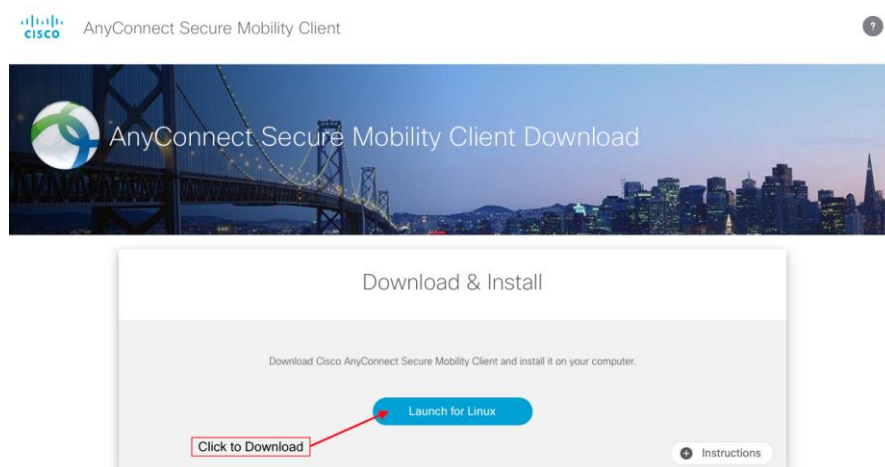 CISCO AnyConnect Secure Mobility Client ?
AnyConnect Secure Mobility Client Download
Download & Install
Download Cisco AnyConnect Secure Mobility Client and install it on your computer.
Launch for Linux
Click to Download
Instructions